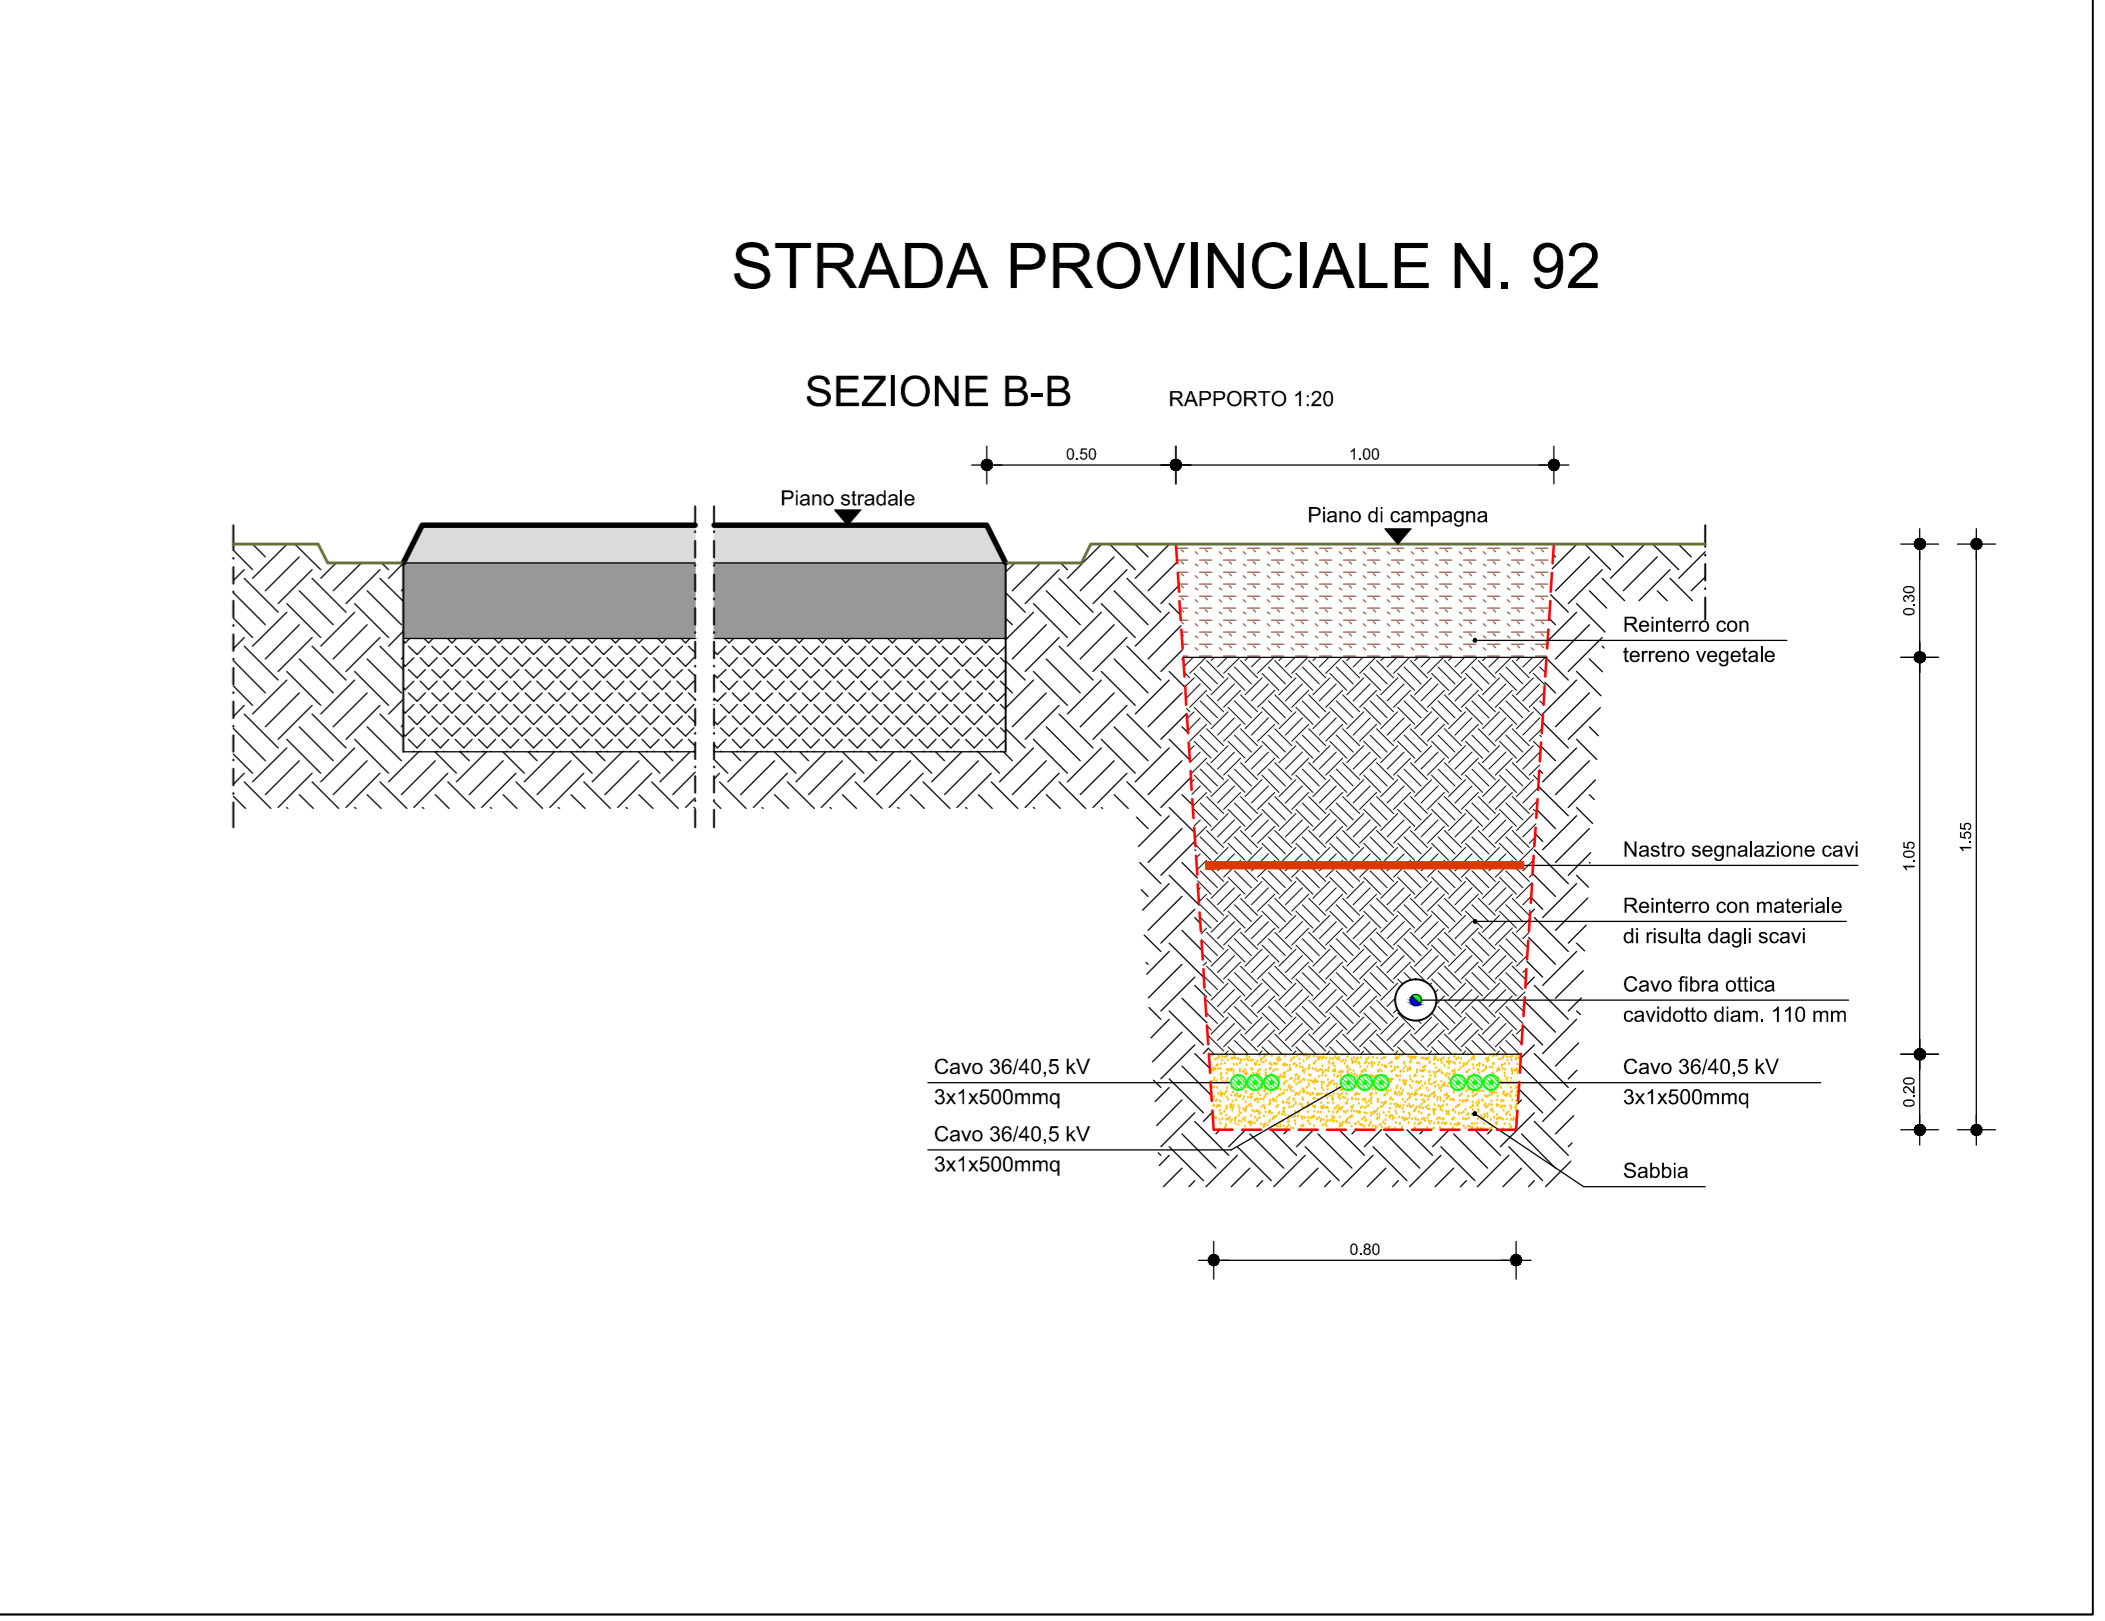 STRADA PROVINCIALE N. 92
SEZIONE B-B
RAPPORTO 1:20
0.50
1.00
Piano stradale
Piano di campagna
Reinterro con
terreno vegetale
0.30
Nastro segnalazione cavi
1.05
1.55
Reinterro con materiale
di risulta dagli scavi
Cavo fibra ottica
cavidotto diam. 110 mm
Cavo 36/40,5 kV
3x1x500mmq
Cavo 36/40,5 kV
3x1x500mmq
Cavo 36/40,5 kV
3x1x500mmq
0.20
Sabbia
0.80